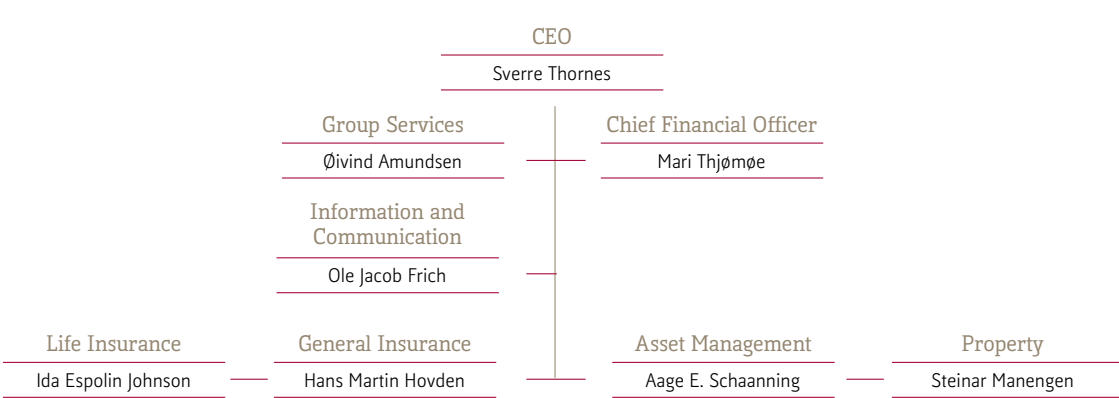 CEO
Sverre Thornes
Group Services
Øivind Amundsen
Chief Financial Officer
Mari Thjømøe
Information and
Communication
Ole Jacob Frich
Life Insurance
Ida Espolin Johnson
General Insurance
Hans Martin Hovden
Asset Management
Aage E. Schaanning
Property
Steinar Manengen